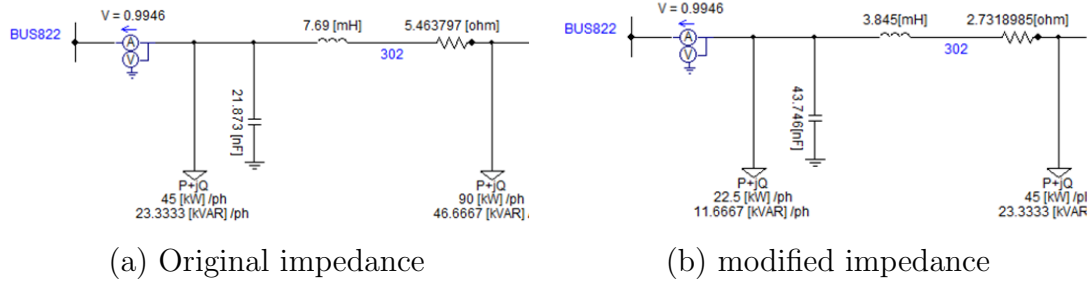 V = 0.9946
7.69 [mH]
5.463797 [ohm]
BUS822
A
V
302
21.873 [nF]
P+jQ
45 [kW] /ph
23.3333 [kVAR] /ph
P+jQ
90 [kW] /ph
46.6667 [kVAR] /
(a) Original impedance
V = 0.9946
3.845[mH]
2.7318985[ohm]
BUS822
A
V
302
43.746[nF]
P+jQ
22.5 [kW] /ph
11.6667 [kVAR] /ph
P+jQ
45 [kW] /pl
23.3333 [kVAR]
(b) modified impedance